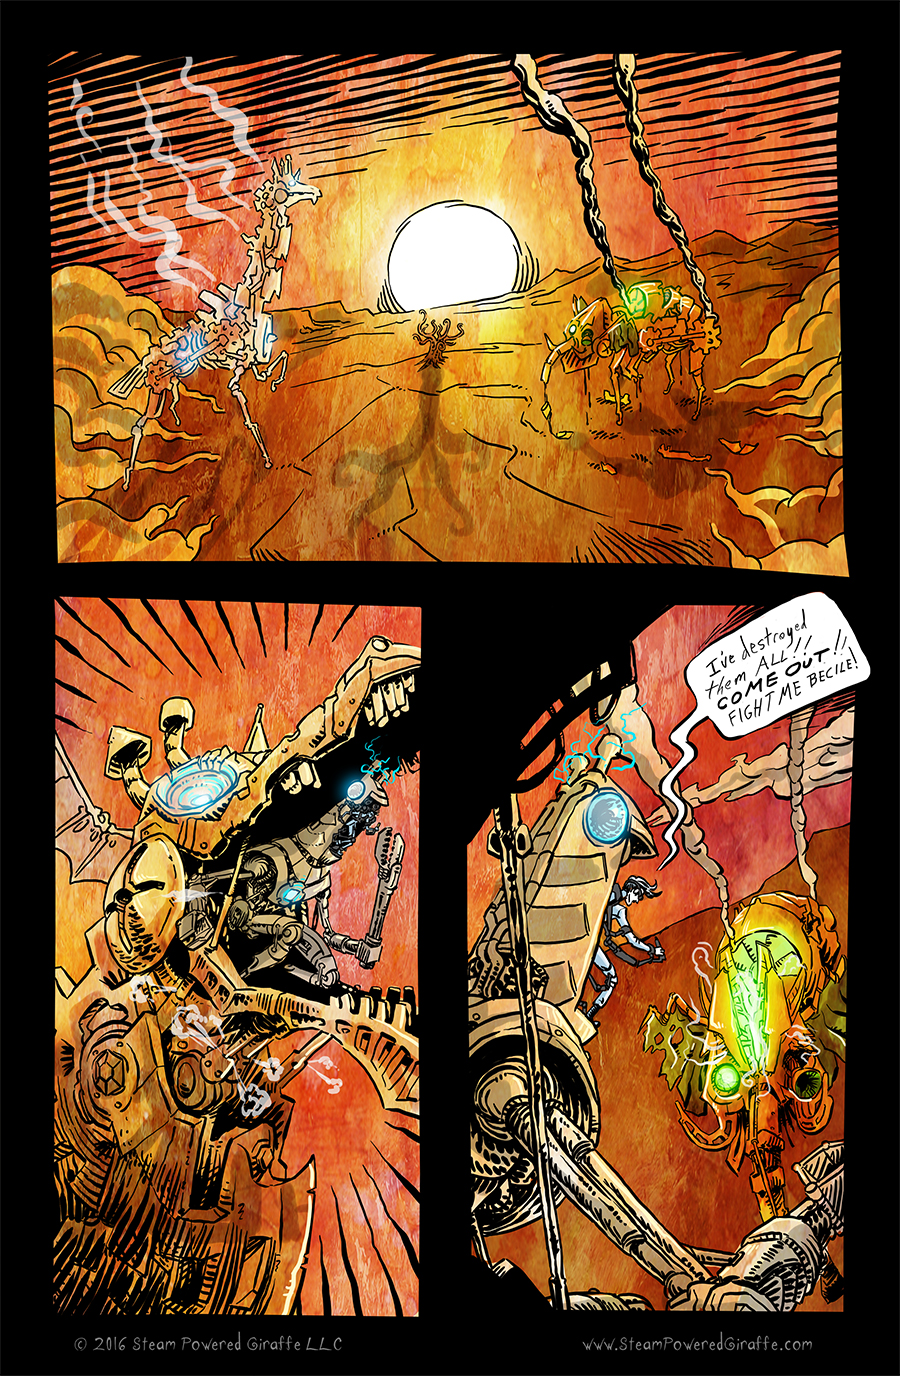 I've destroyed
them ALL!!
COME OUT!!
FIGHT ME BECILE!
© 2016 Steam Powered Giraffe LLC
www.SteamPoweredGiraffe.com